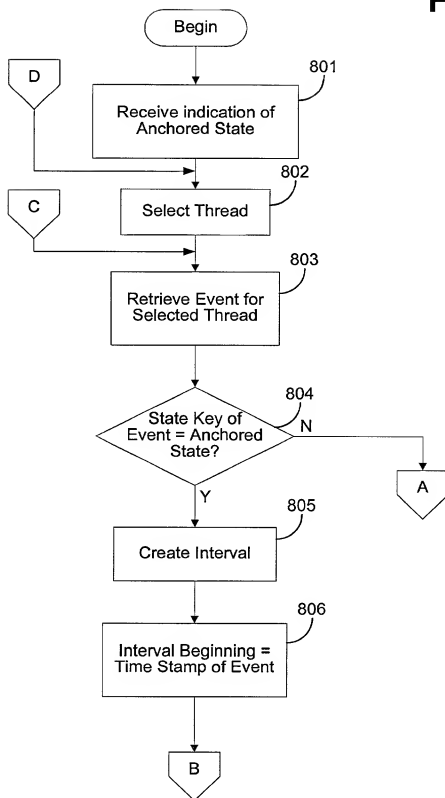 Begin
D
801
Receive indication of
Anchored State
802
Select Thread
C
803
Retrieve Event for
Selected Thread
804
State Key of
Event = Anchored
State?
N
A
Y
805
Create Interval
806
Interval Beginning =
Time Stamp of Event
B